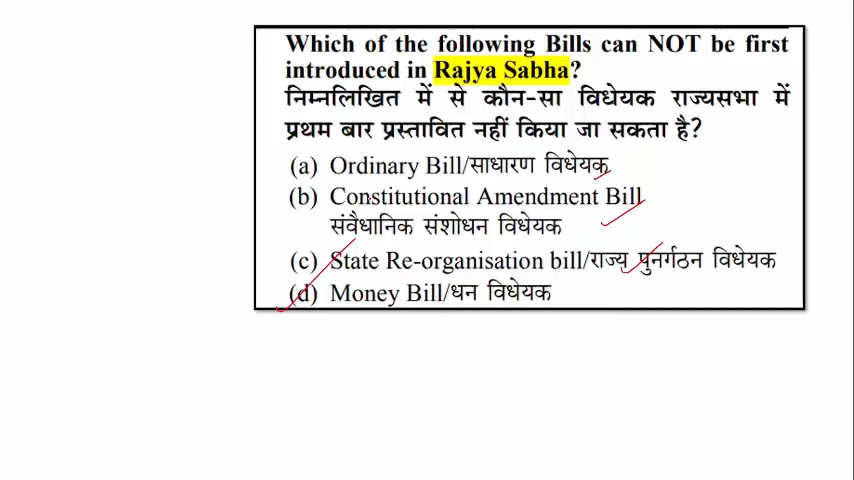 Which of the following Bills can NOT be first
introduced in Rajya Sabha?
निम्नलिखित में से कौन-सा विधेयक राज्यसभा में
प्रथम बार प्रस्तावित नहीं किया जा सकता है?
(a) Ordinary Bill/साधारण विधेयक
(b) Constitutional Amendment Bill
संवैधानिक संशोधन विधेयक
(c) State Re-organisation bill/राज्य पुनर्गठन विधेयक
(d) Money Bill/धन विधेयक